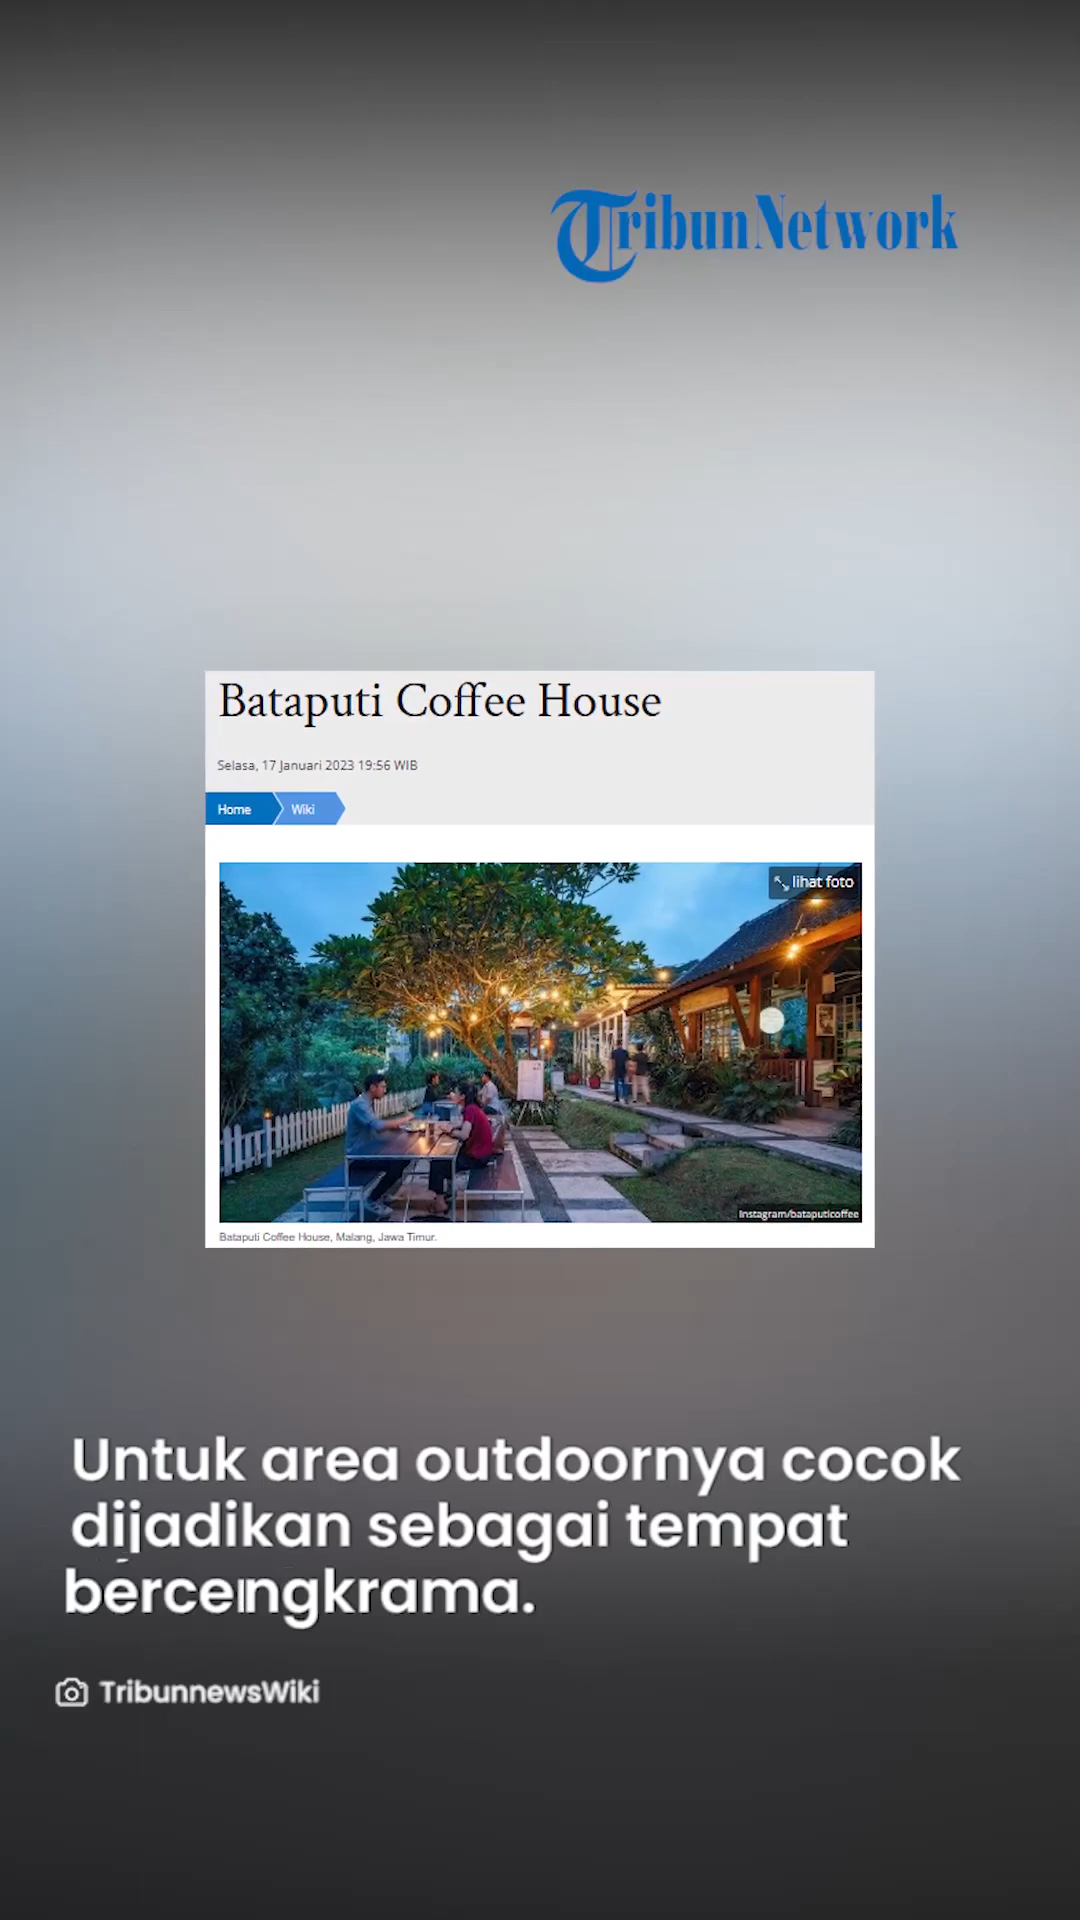 TribunNetwork
Bataputi Coffee House
Selasa, 17 Januari 2023 19:56 WIB
Home
Wiki
lihat foto
Instagram/bataputicoffee
Bataputi Coffee House, Malang, Jawa Timur.
Untuk area outdoornya cocok
dijadikan sebagai tempat
bercengkrama.
TribunnewsWiki